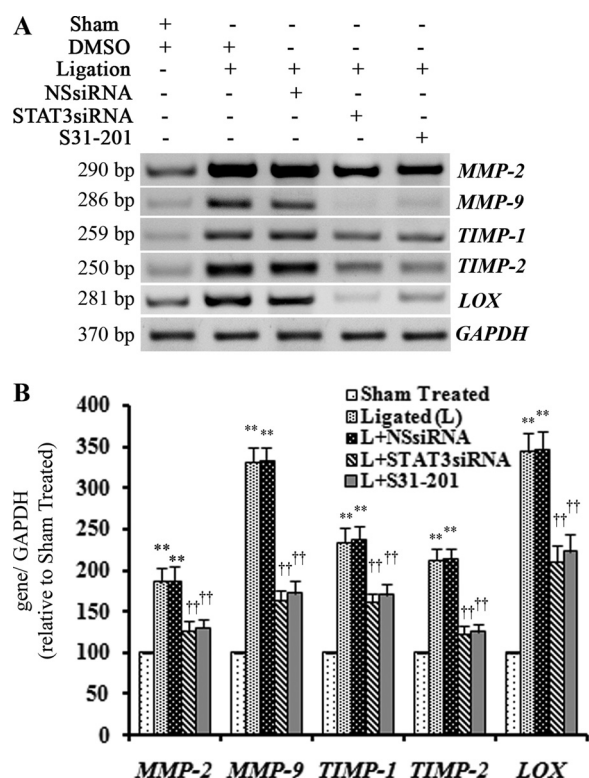 A
Sham + - - - -
DMSO + + - - -
Ligation - + + + +
NSsiRNA - - + - -
STAT3siRNA - - - + -
S31-201 - - - - +
290 bp MMP-2
286 bp MMP-9
259 bp TIMP-1
250 bp TIMP-2
281 bp LOX
370 bp GAPDH
B
Sham Treated
Ligated (L)
L+NSsiRNA
L+STAT3siRNA
L+S31-201
gene/ GAPDH
(relative to Sham Treated)
400
350
300
250
200
150
100
50
0
** ** †† ††
** ** †† ††
** ** †† ††
** ** †† ††
** ** †† ††
MMP-2 MMP-9 TIMP-1 TIMP-2 LOX